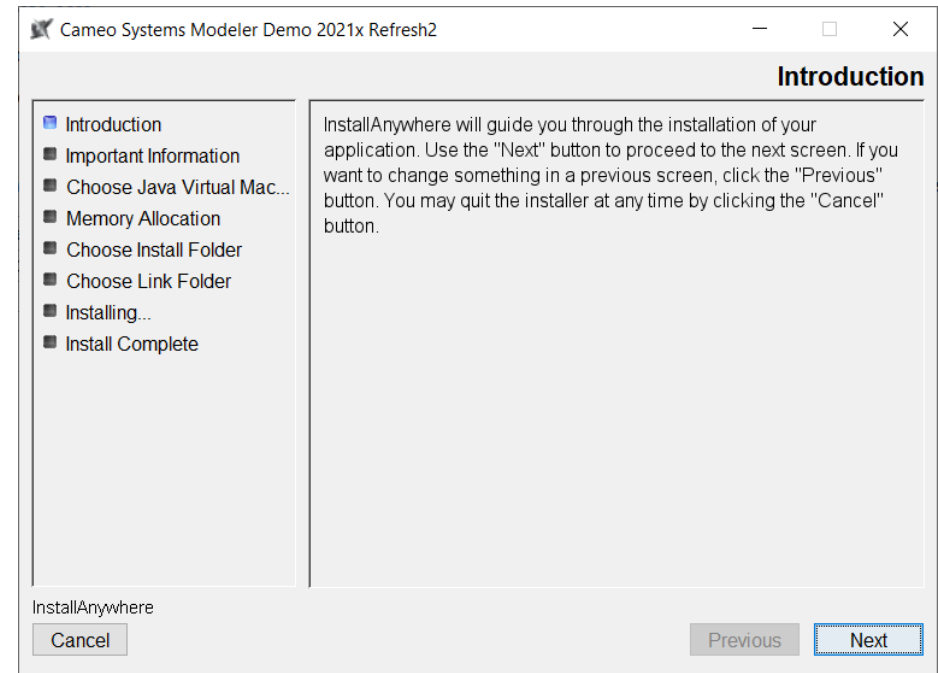 Cameo Systems Modeler Demo 2021x Refresh2
Introduction
Introduction
Important Information
Choose Java Virtual Mac...
Memory Allocation
Choose Install Folder
Choose Link Folder
Installing...
Install Complete
InstallAnywhere will guide you through the installation of your
application. Use the "Next" button to proceed to the next screen. If you
want to change something in a previous screen, click the "Previous"
button. You may quit the installer at any time by clicking the "Cancel"
button.
InstallAnywhere
Cancel
Previous
Next